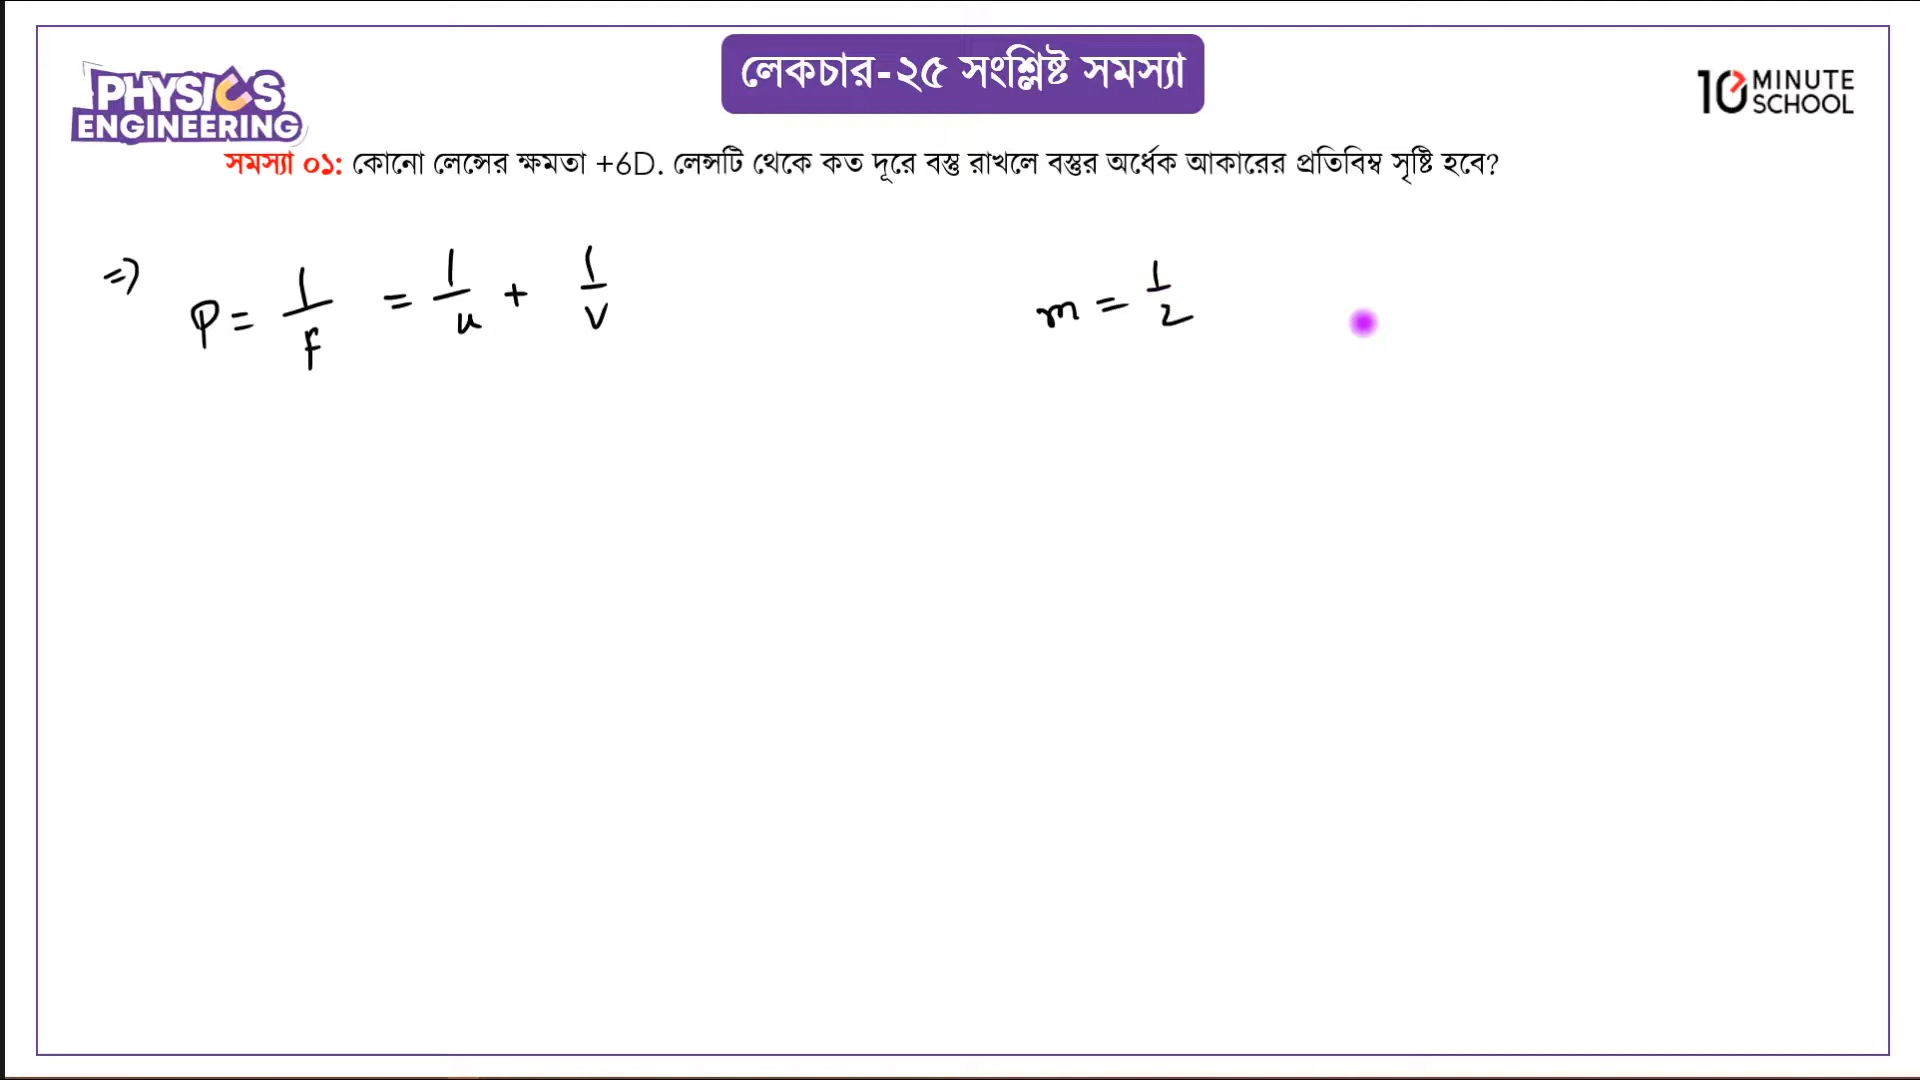 লেকচার-২৫ সংশ্লিষ্ট সমস্যা
PHYSICS
ENGINEERING
10 MINUTE
SCHOOL
সমস্যা ০১: কোনো লেন্সের ক্ষমতা +6D. লেন্সটি থেকে কত দূরে বস্তু রাখলে বস্তুর অর্ধেক আকারের প্রতিবিম্ব সৃষ্টি হবে?
⇒ P = 1/f = 1/u + 1/v
m = 1/2